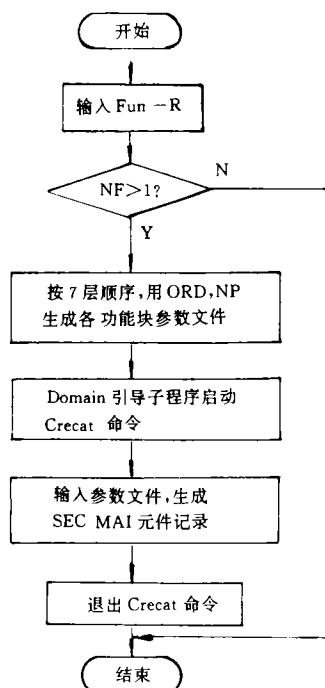 开始
输入 Fun －R
NF＞1?
N
Y
按 7 层顺序,用 ORD,NP
生成各功能块参数文件
Domain 引导子程序启动
Crecat 命令
输入参数文件,生成
SEC MAI 元件记录
退出 Crecat 命令
结束